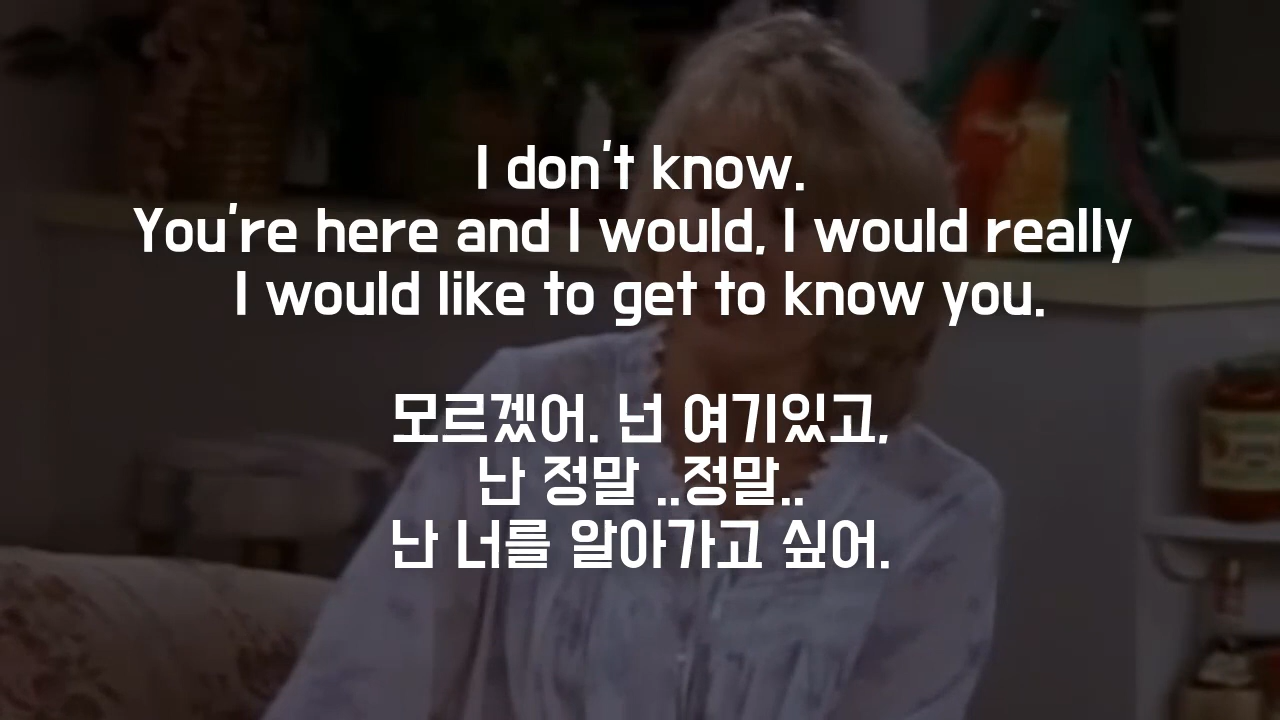 I don't know.
You're here and I would, I would really
I would like to get to know you.
모르겠어. 넌 여기있고,
난 정말 ..정말..
난 너를 알아가고 싶어.